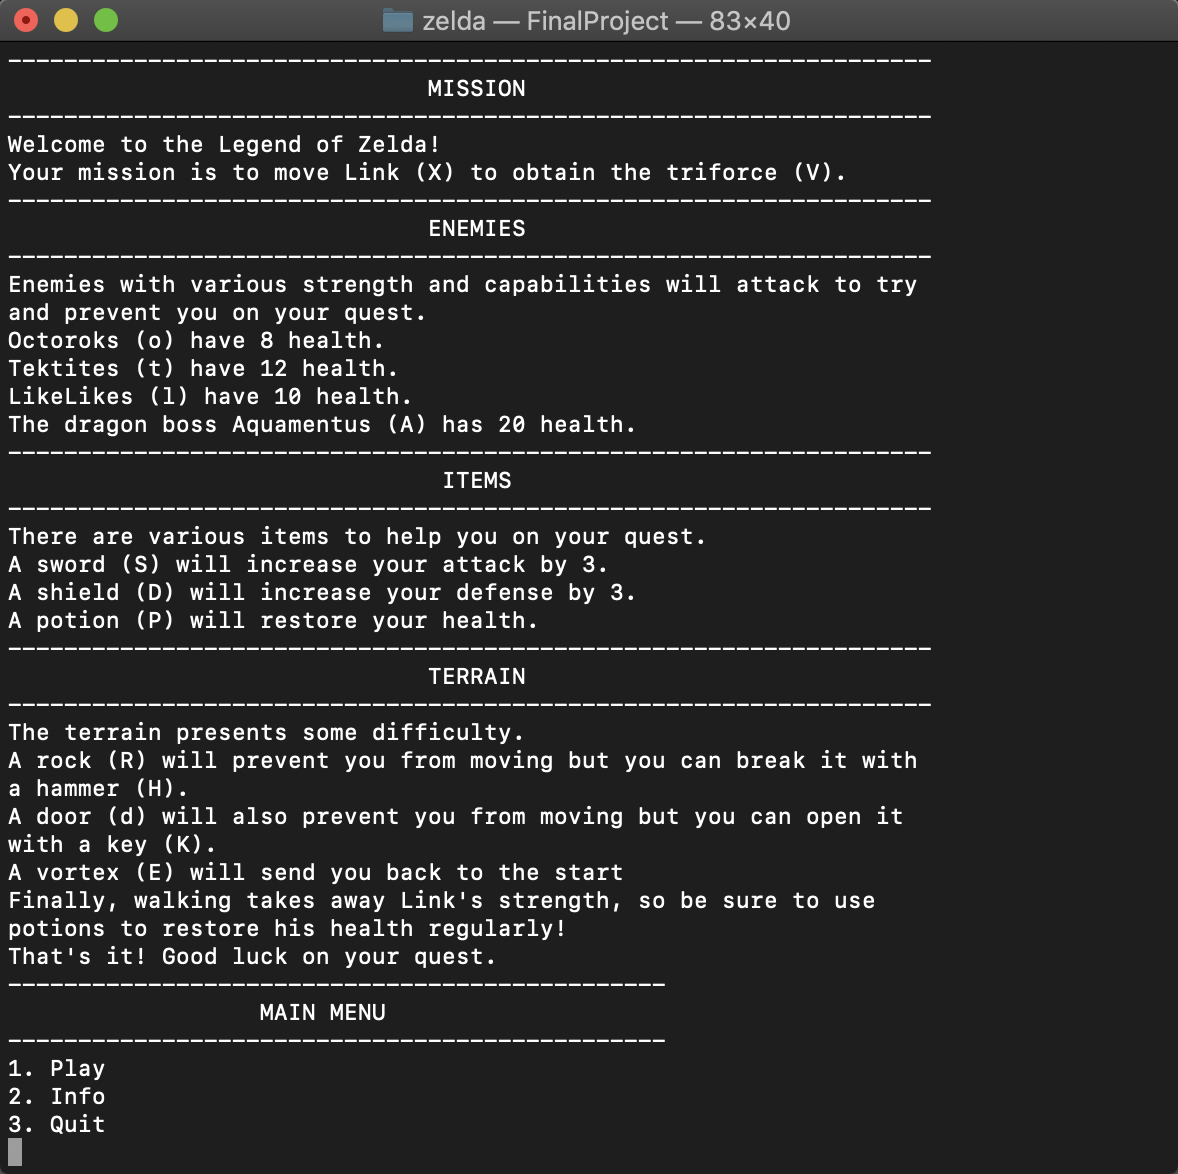 zelda — FinalProject — 83×40
------------------------------------------------------------------
MISSION
------------------------------------------------------------------
Welcome to the Legend of Zelda!
Your mission is to move Link (X) to obtain the triforce (V).
------------------------------------------------------------------
ENEMIES
------------------------------------------------------------------
Enemies with various strength and capabilities will attack to try
and prevent you on your quest.
Octoroks (o) have 8 health.
Tektites (t) have 12 health.
LikeLikes (l) have 10 health.
The dragon boss Aquamentus (A) has 20 health.
------------------------------------------------------------------
ITEMS
------------------------------------------------------------------
There are various items to help you on your quest.
A sword (S) will increase your attack by 3.
A shield (D) will increase your defense by 3.
A potion (P) will restore your health.
------------------------------------------------------------------
TERRAIN
------------------------------------------------------------------
The terrain presents some difficulty.
A rock (R) will prevent you from moving but you can break it with
a hammer (H).
A door (d) will also prevent you from moving but you can open it
with a key (K).
A vortex (E) will send you back to the start
Finally, walking takes away Link's strength, so be sure to use
potions to restore his health regularly!
That's it! Good luck on your quest.
-----------------------------------------------
MAIN MENU
-----------------------------------------------
1. Play
2. Info
3. Quit